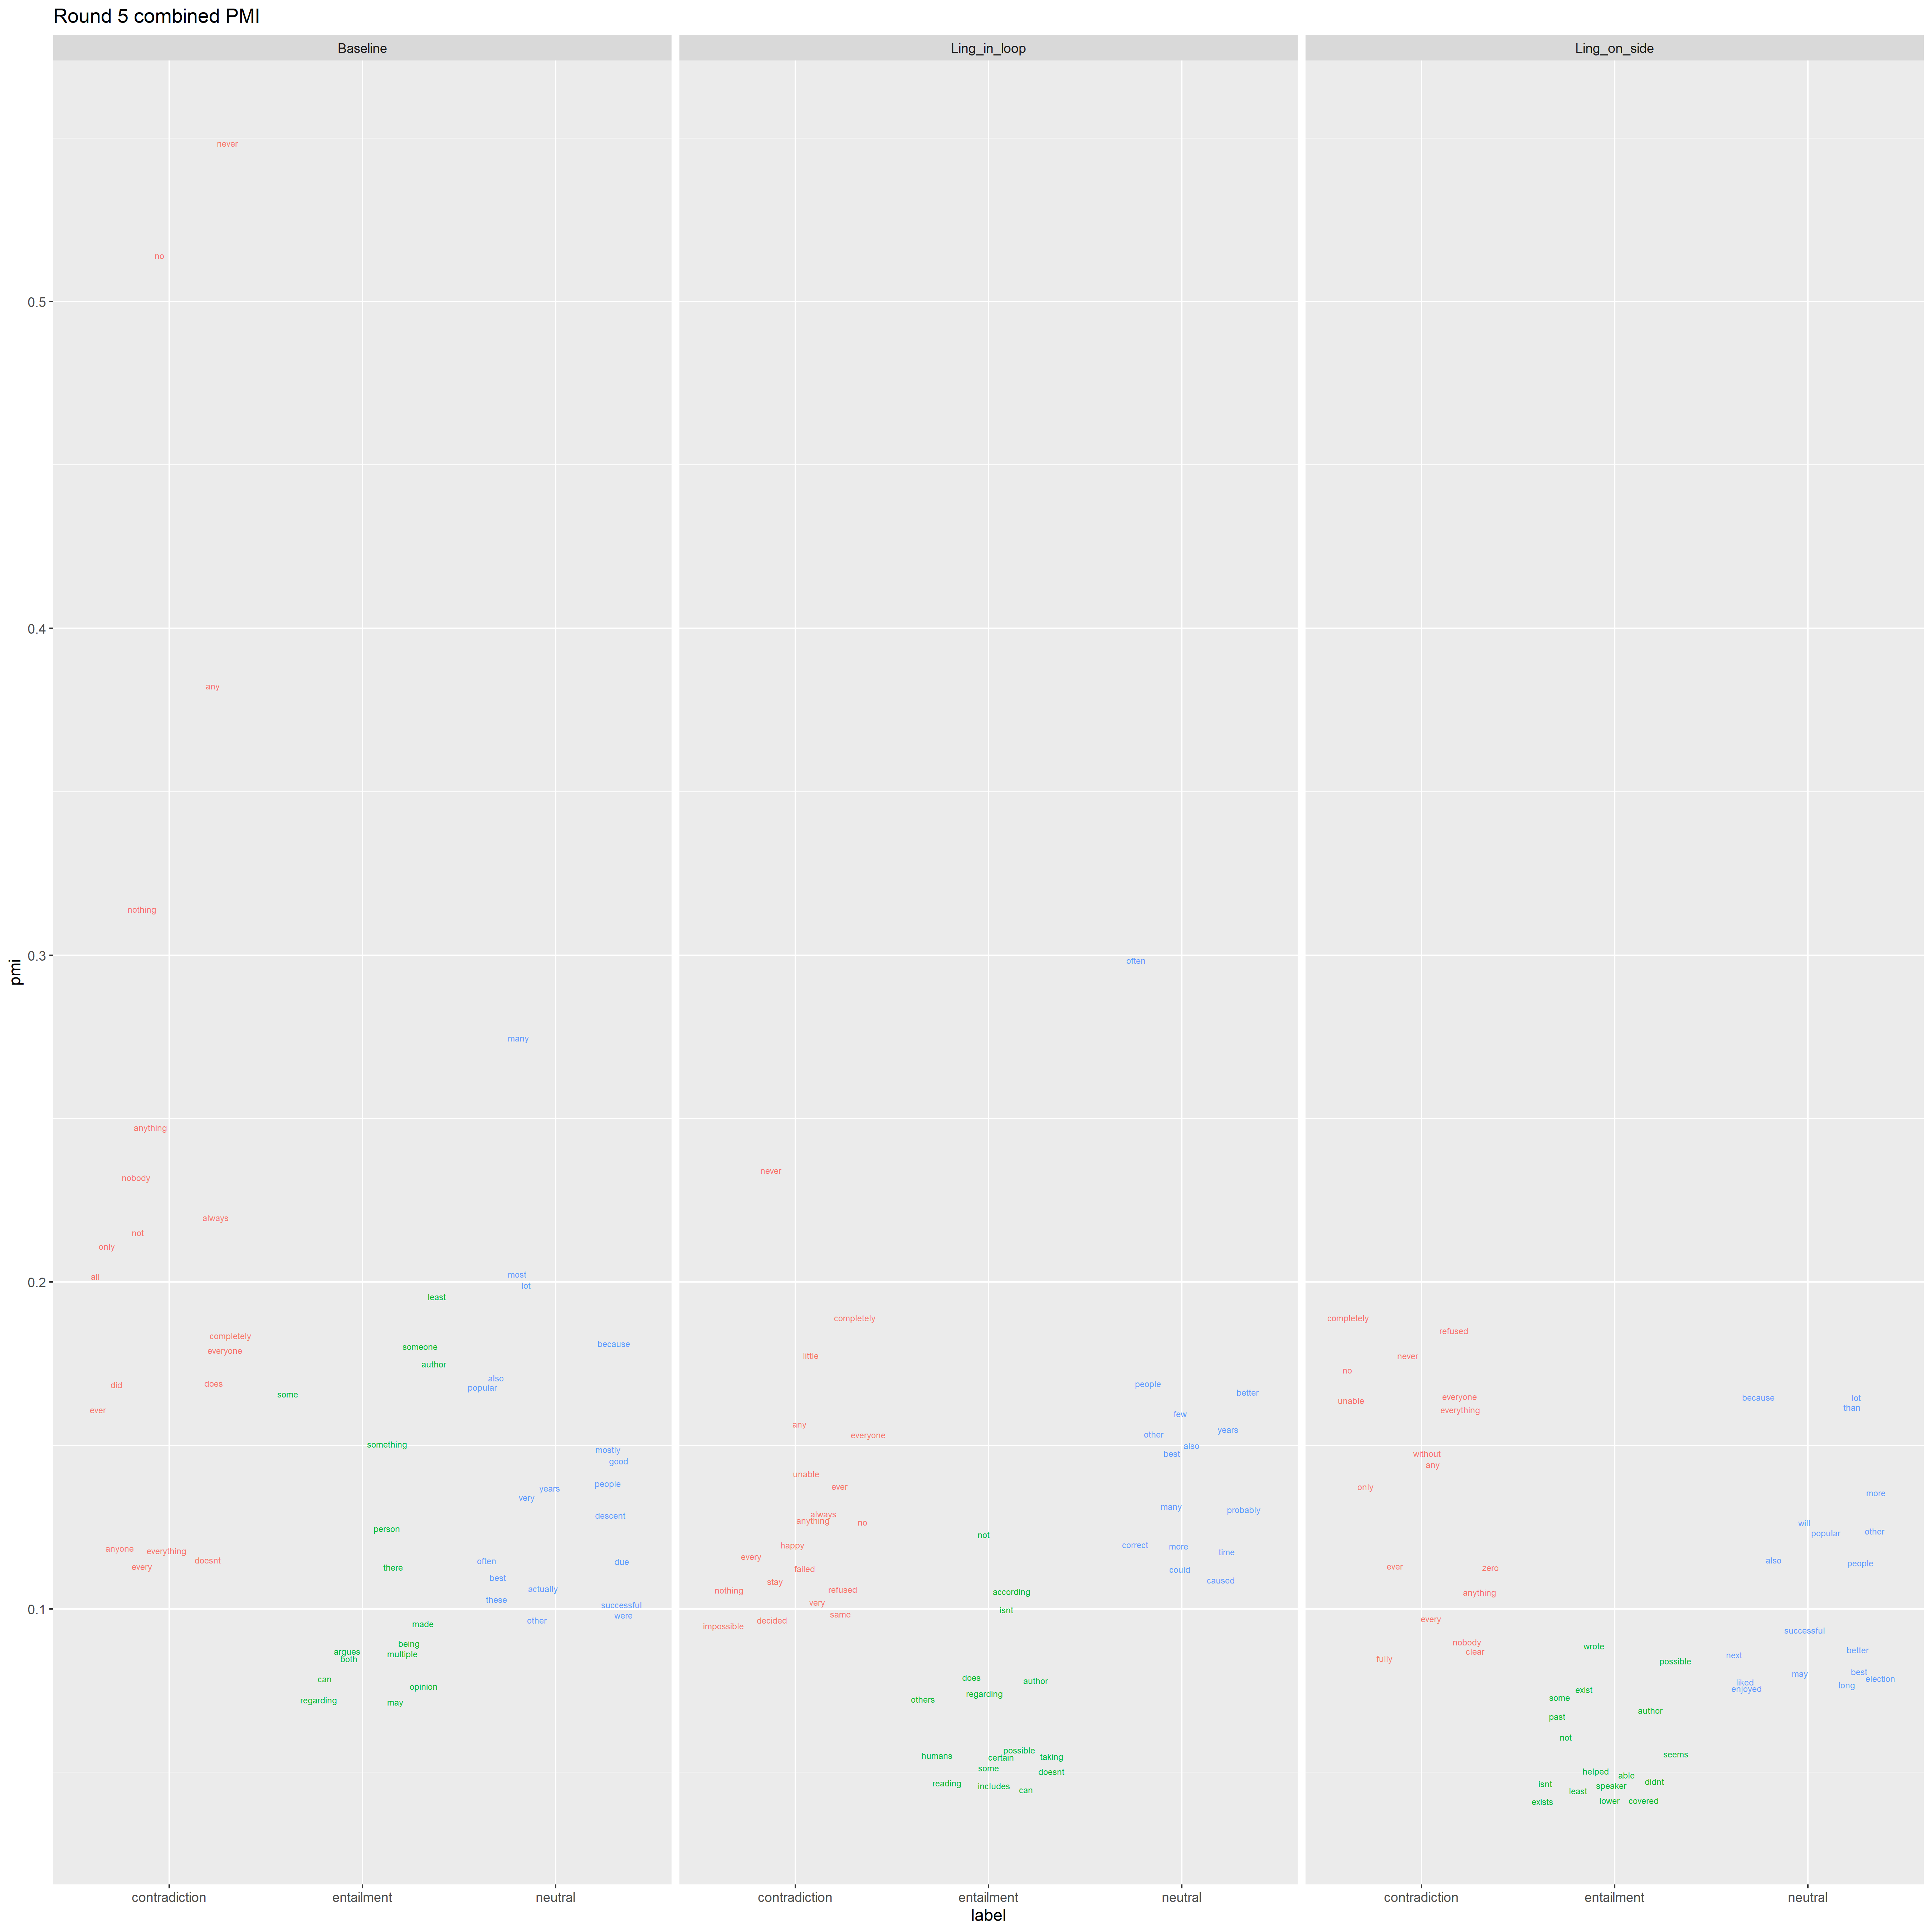 Round 5 combined PMI
Baseline
Ling_in_loop
Ling_on_side
pmi
0.5
0.4
0.3
0.2
0.1
never
no
any
nothing
many
anything
nobody
always
not
only
all
most
lot
least
completely
everyone
because
someone
author
also
popular
did
does
some
ever
something
mostly
good
people
years
very
descent
person
anyone
everything
doesnt
every
often
due
there
best
actually
these
successful
were
other
made
being
argues
multiple
both
can
opinion
regarding
may
often
never
completely
little
people
better
any
few
everyone
other
years
also
best
unable
ever
many
probably
always
anything
no
not
happy
correct
more
every
time
failed
could
stay
caused
nothing
refused
according
very
isnt
same
decided
impossible
does
author
regarding
others
possible
humans
certain
taking
some
doesnt
reading
includes
can
completely
refused
never
no
unable
everyone
because
lot
everything
than
without
any
only
more
will
popular
other
also
people
ever
zero
anything
every
successful
nobody
wrote
clear
better
fully
possible
next
best
may
election
liked
long
exist
enjoyed
some
author
past
not
seems
helped
able
isnt
speaker
didnt
least
exists
lower
covered
contradiction
entailment
neutral
contradiction
entailment
neutral
contradiction
entailment
neutral
label